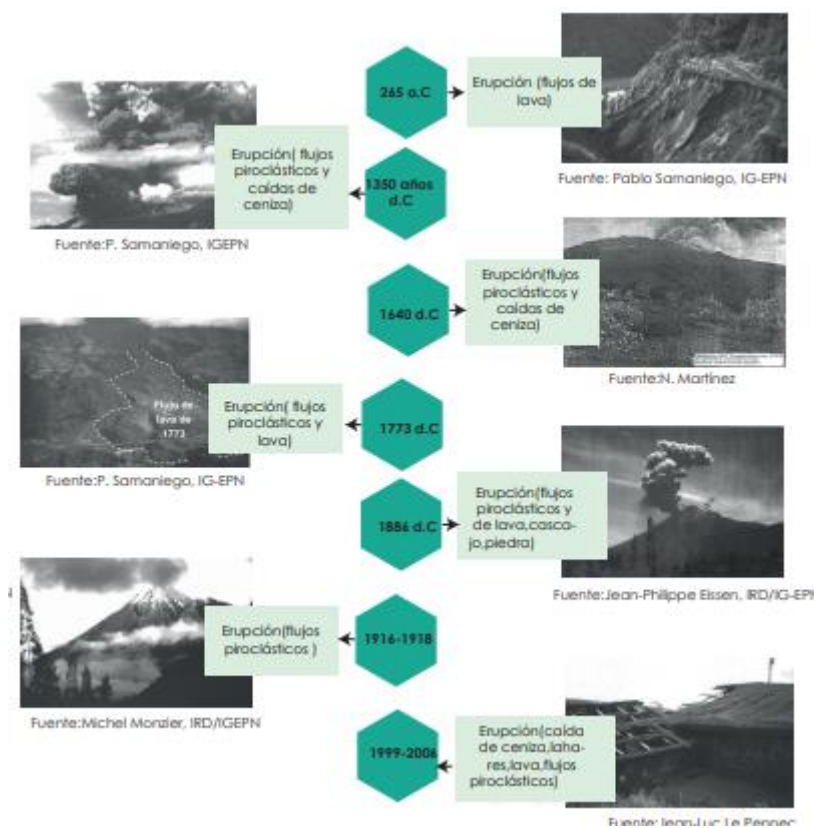 265 a.C
Erupción (flujos de
lava)
Fuente: Pablo Samaniego, IG-EPN
Erupción( flujos
piroclásticos y
caídas de
ceniza)
1350 años
d.C
Fuente:P. Samaniego, IGEPN
1640 d.C
Erupción(flujos
piroclásticos y
caídas de
ceniza)
Fuente:N. Martínez
Flujo de
lava de
1773
Erupción( flujos
piroclásticos y
lava)
1773 d.C
Fuente:P. Samaniego, IG-EPN
1886 d.C
Erupción(flujos
piroclásticos y
de lava,casca-
jo,piedra)
Fuente:Jean-Philippe Eissen, IRD/IG-EPN
Erupción(flujos
piroclásticos )
1916-1918
Fuente:Michel Monzier, IRD/IGEPN
1999-2006
Erupción(caída
de ceniza,laha-
res,lava,flujos
piroclásticos)
Fuente: Jean-Luc Le Pennec